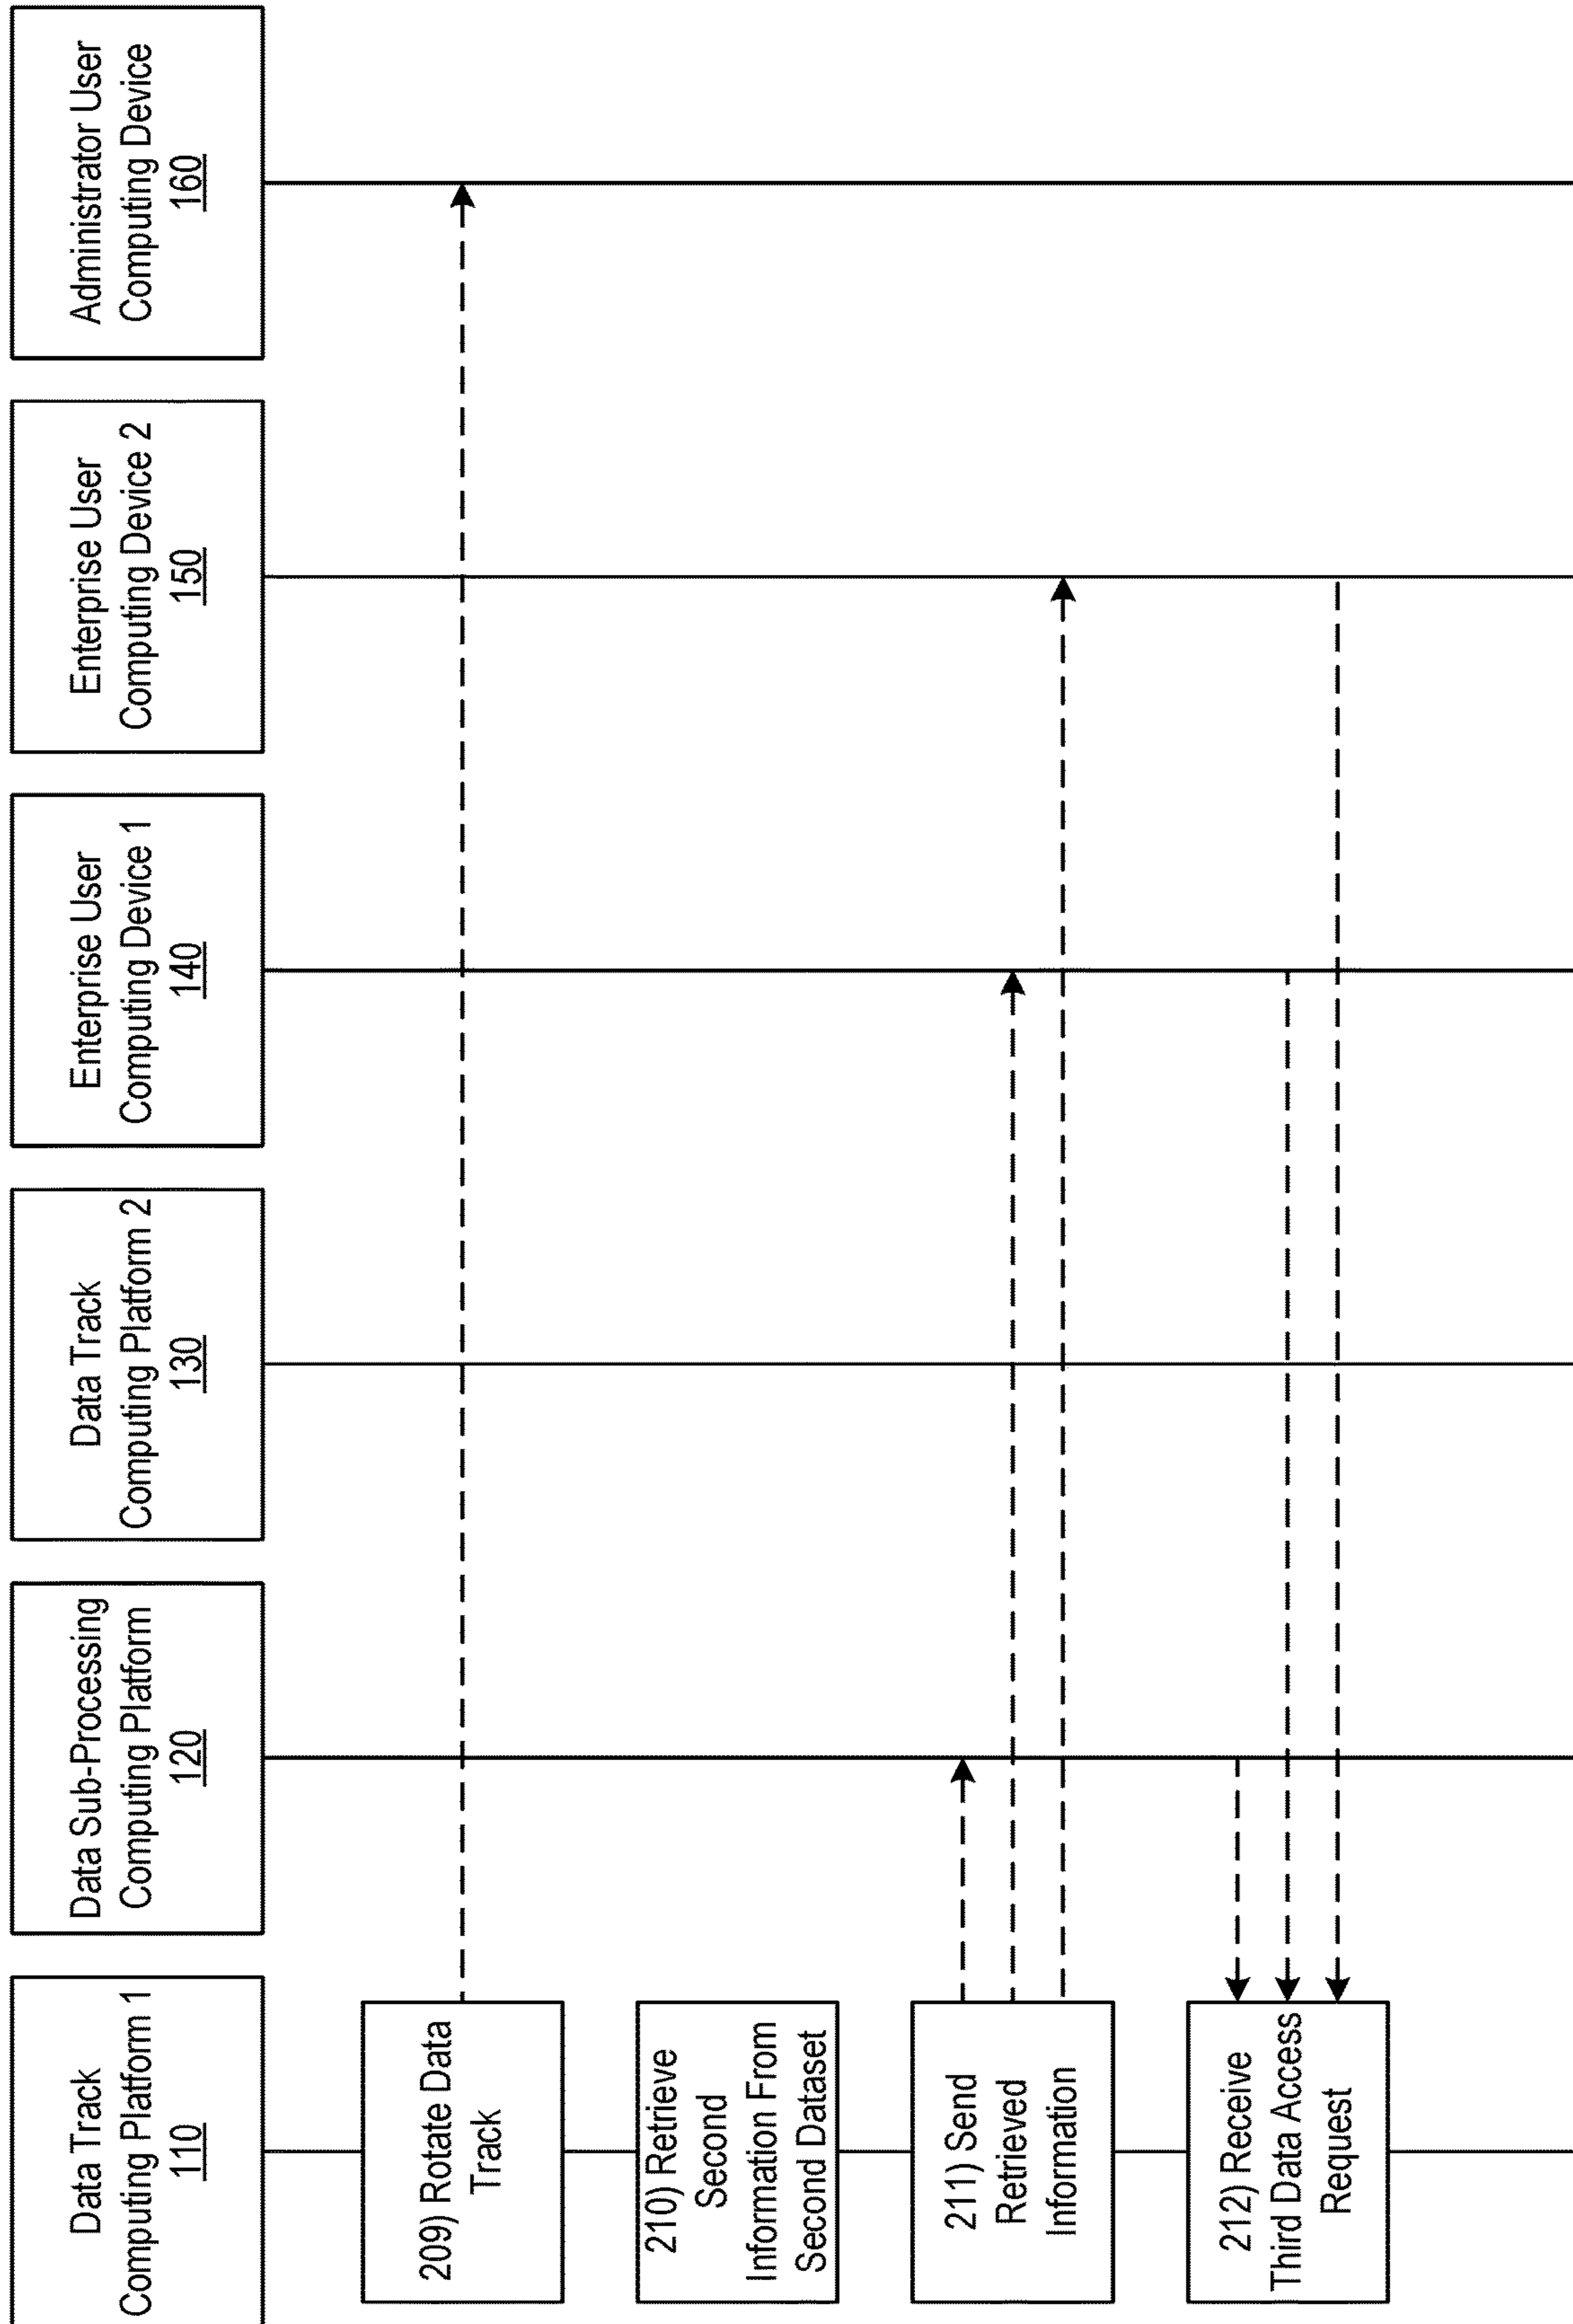 Data Track
Computing Platform 1
110
Data Sub-Processing
Computing Platform
120
Data Track
Computing Platform 2
130
Enterprise User
Computing Device 1
140
Enterprise User
Computing Device 2
150
Administrator User
Computing Device
160
209) Rotate Data
Track
210) Retrieve
Second
Information From
Second Dataset
211) Send
Retrieved
Information
212) Receive
Third Data Access
Request